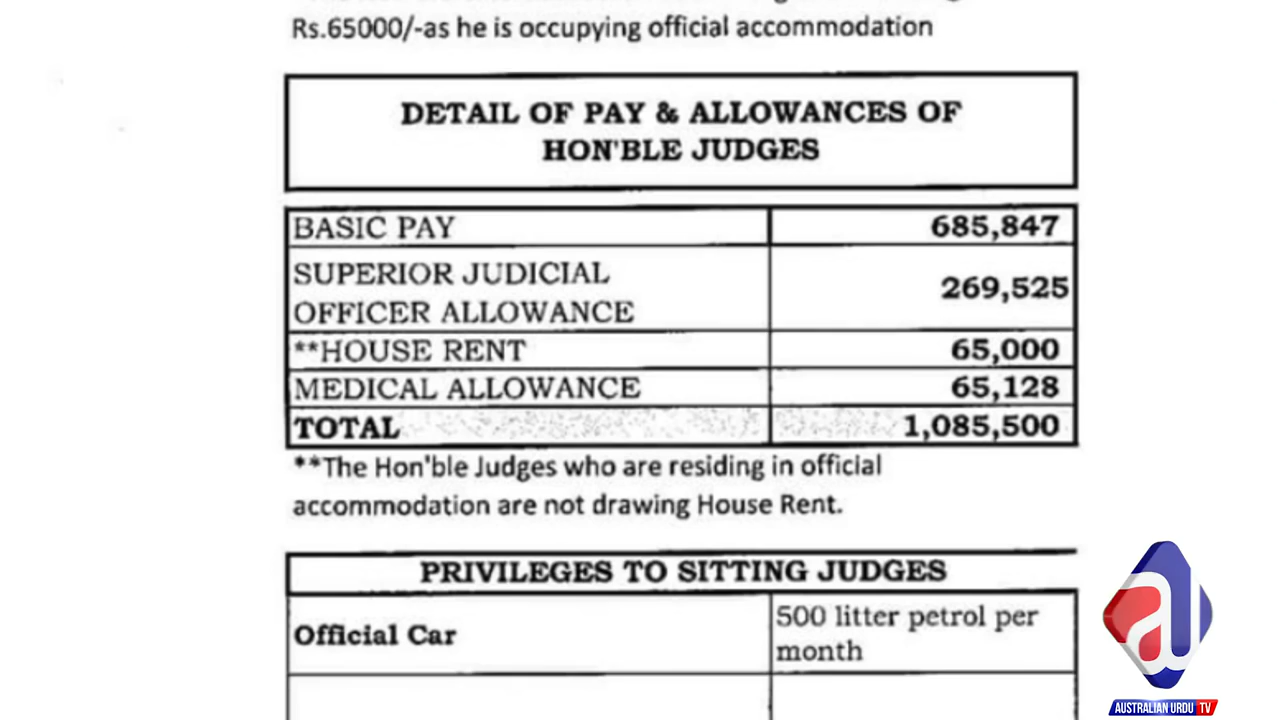 Rs.65000/-as he is occupying official accommodation
DETAIL OF PAY & ALLOWANCES OF
HON'BLE JUDGES
BASIC PAY 685,847
SUPERIOR JUDICIAL
OFFICER ALLOWANCE 269,525
**HOUSE RENT 65,000
MEDICAL ALLOWANCE 65,128
TOTAL 1,085,500
**The Hon'ble Judges who are residing in official
accommodation are not drawing House Rent.
PRIVILEGES TO SITTING JUDGES
Official Car 500 litter petrol per
month
AUSTRALIAN URDU TV